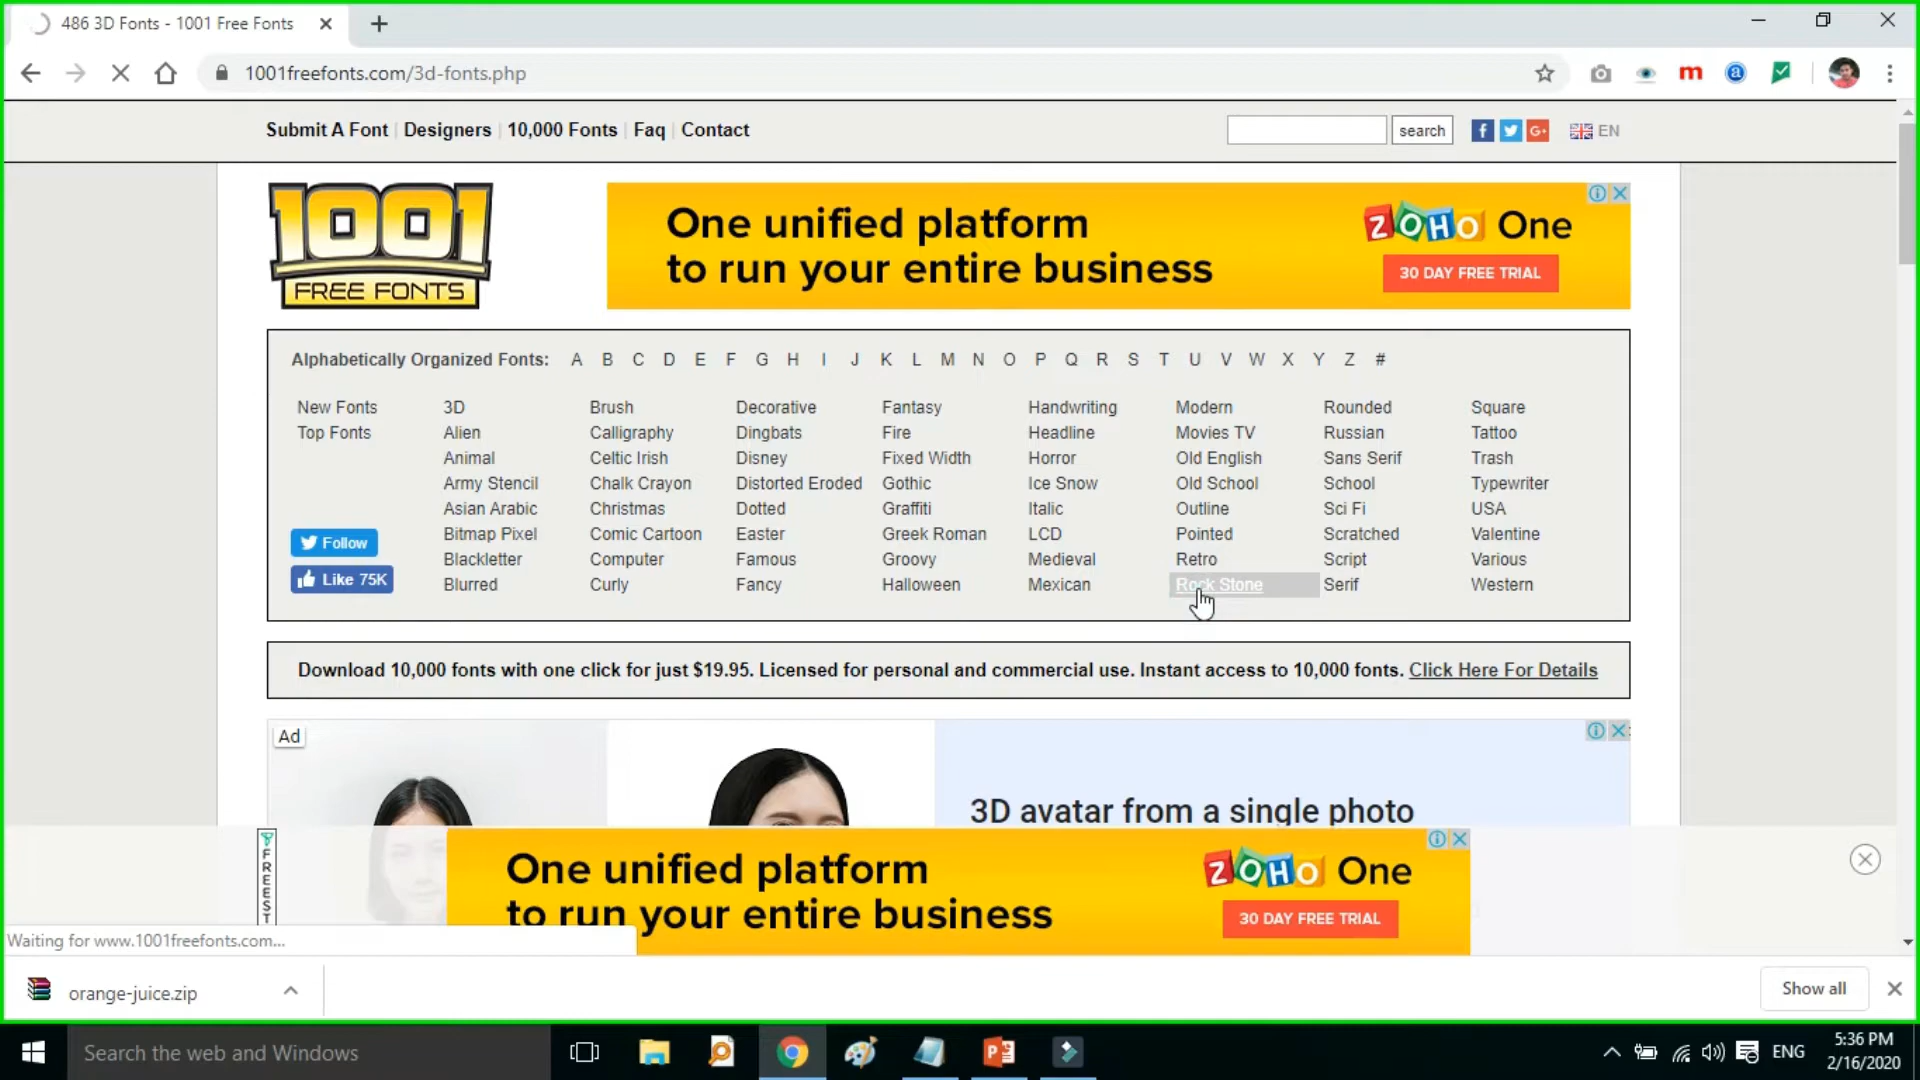 486 3D Fonts - 1001 Free Fonts
1001freefonts.com/3d-fonts.php
m
a
Submit A Font | Designers | 10,000 Fonts | Faq | Contact
search
f
G+
EN
1001
FREE FONTS
One unified platform
to run your entire business
ZOHO One
30 DAY FREE TRIAL
Alphabetically Organized Fonts: A B C D E F G H I J K L M N O P Q R S T U V W X Y Z #
New Fonts 3D Brush Decorative Fantasy Handwriting Modern Rounded Square
Top Fonts Alien Calligraphy Dingbats Fire Headline Movies TV Russian Tattoo
Animal Celtic Irish Disney Fixed Width Horror Old English Sans Serif Trash
Army Stencil Chalk Crayon Distorted Eroded Gothic Ice Snow Old School School Typewriter
Asian Arabic Christmas Dotted Graffiti Italic Outline Sci Fi USA
Follow Bitmap Pixel Comic Cartoon Easter Greek Roman LCD Pointed Scratched Valentine
Blackletter Computer Famous Groovy Medieval Retro Script Various
Like 75K Blurred Curly Fancy Halloween Mexican Rock Stone Serif Western
Download 10,000 fonts with one click for just $19.95. Licensed for personal and commercial use. Instant access to 10,000 fonts. Click Here For Details
Ad
3D avatar from a single photo
FREEST
One unified platform
to run your entire business
ZOHO One
30 DAY FREE TRIAL
Waiting for www.1001freefonts.com...
orange-juice.zip
Show all
Search the web and Windows
ENG
5:36 PM
2/16/2020